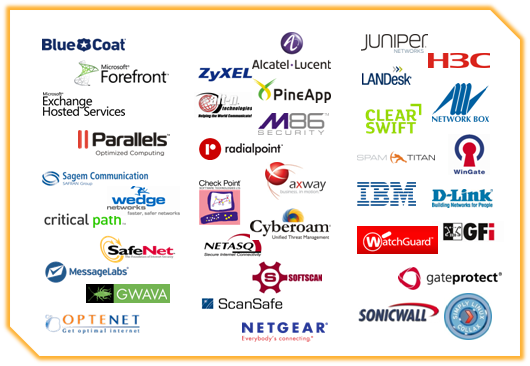 Blue Coat
Microsoft
Forefront
Microsoft
Exchange
Hosted Services
Parallels
Optimized Computing
Sagem Communication
SAFRAN Group
wedge
networks
faster, safer networks
critical path
SafeNet
MessageLabs
GWAVA
OPTENET
Get optimal internet
Alcatel-Lucent
ZyXEL
PineApp
technologies
Helping the World Communicate!
M86
SECURITY
radialpoint
axway
business in motion
Check Point
SOFTWARE TECHNOLOGIES LTD.
Cyberoam
Unified Threat Management
NETASQ
Secure Internet Connectivity
SOFTSCAN
ScanSafe
NETGEAR
Everybody's connecting.
JUNIPER
NETWORKS
H3C
LANDesk
CLEAR
SWIFT
NETWORK BOX
SPAM TITAN
WinGate
IBM
D-Link
Building Networks for People
WatchGuard
GFi
gateprotect
SONICWALL